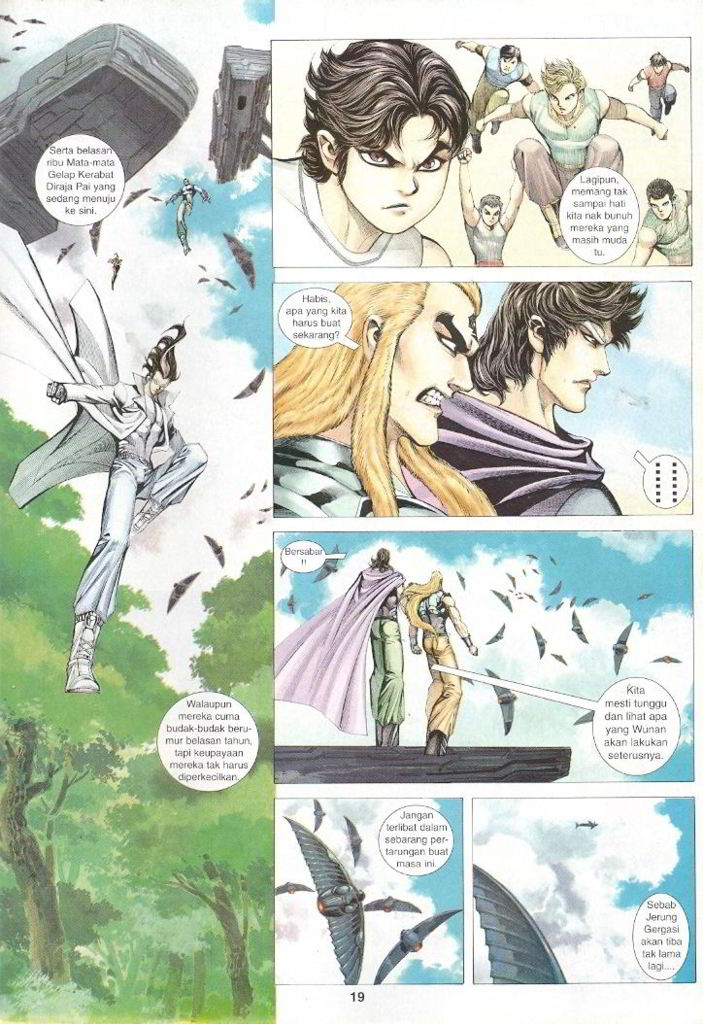 Serta belasan
ribu Mata-mata
Gelap Kerabat
Diraja Pai yang
sedang menuju
ke sini.
Walaupun
mereka cuma
budak-budak beru-
mur belasan tahun,
tapi keupayaan
mereka tak harus
diperkecilkan.
Lagipun,
memang tak
sampai hati
kita nak bunuh
mereka yang
masih muda
tu.
Habis,
apa yang kita
harus buat
sekarang?
Bersabar
!!
Kita
mesti tunggu
dan lihat apa
yang Wunan
akan lakukan
seterusnya.
Jangan
terlibat dalam
sebarang per-
tarungan buat
masa ini.
Sebab
Jerung
Gergasi
akan tiba
tak lama
lagi....
19